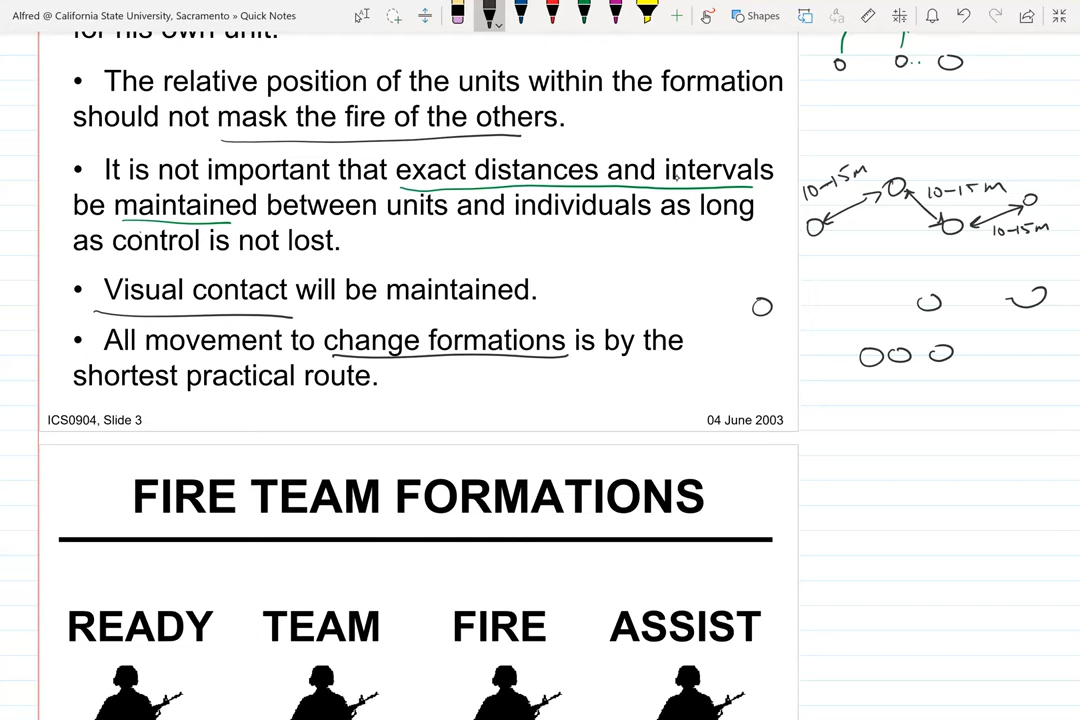 Alfred @ California State University, Sacramento » Quick Notes
Shapes
for his own unit.
• The relative position of the units within the formation
should not mask the fire of the others.
• It is not important that exact distances and intervals
be maintained between units and individuals as long
as control is not lost.
• Visual contact will be maintained.
• All movement to change formations is by the
shortest practical route.
ICS0904, Slide 3
04 June 2003
10-15M
10-15M
10-15M
FIRE TEAM FORMATIONS
READY TEAM FIRE ASSIST